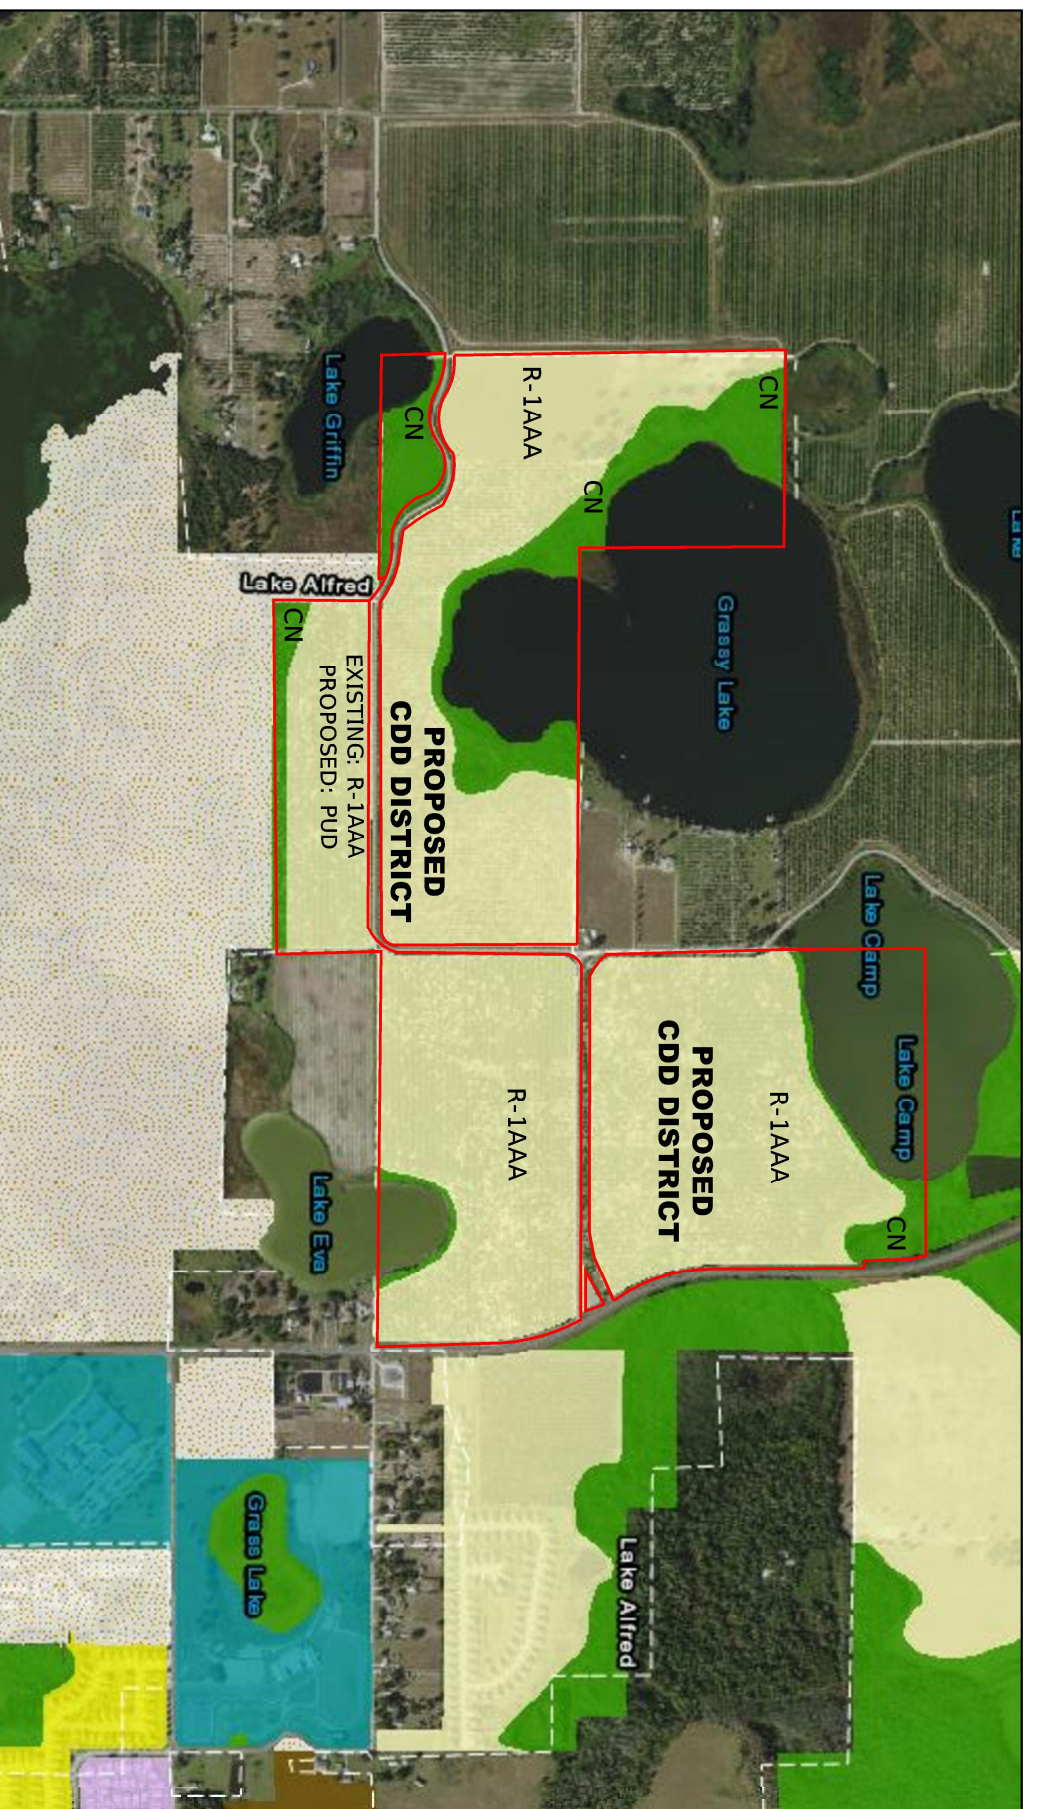 La
CN
R-1AAA
CN
CN
Lake Griffin
Grassy Lake
Lake Alfred
CN
EXISTING: R-1AAA
PROPOSED: PUD
PROPOSED
CDD DISTRICT
Lake Camp
Lake Camp
R-1AAA
PROPOSED
CDD DISTRICT
CN
R-1AAA
Lake Eva
Grass Lake
Lake Alfred